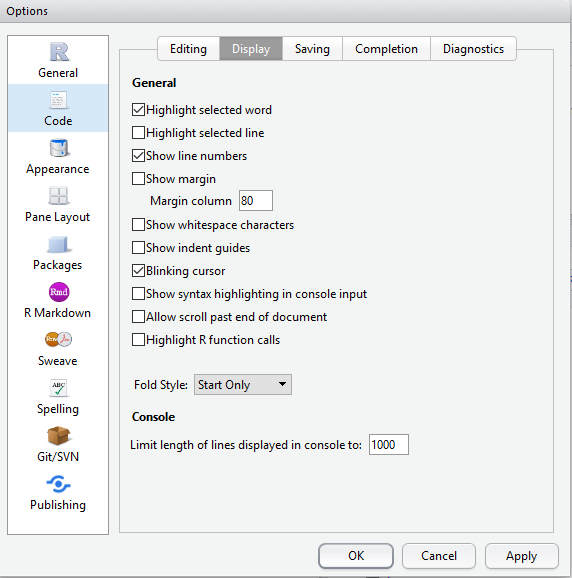 Options
General
Code
Appearance
Pane Layout
Packages
Rmd
R Markdown
Sweave
ABC
Spelling
Git/SVN
Publishing
Editing
Display
Saving
Completion
Diagnostics
General
Highlight selected word
Highlight selected line
Show line numbers
Show margin
Margin column 80
Show whitespace characters
Show indent guides
Blinking cursor
Show syntax highlighting in console input
Allow scroll past end of document
Highlight R function calls
Fold Style: Start Only
Console
Limit length of lines displayed in console to: 1000
OK
Cancel
Apply